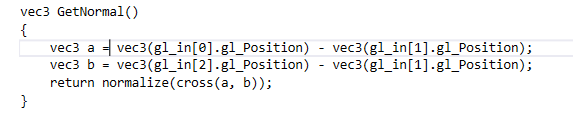 vec3 GetNormal()
{
    vec3 a = vec3(gl_in[0].gl_Position) - vec3(gl_in[1].gl_Position);
    vec3 b = vec3(gl_in[2].gl_Position) - vec3(gl_in[1].gl_Position);
    return normalize(cross(a, b));
}